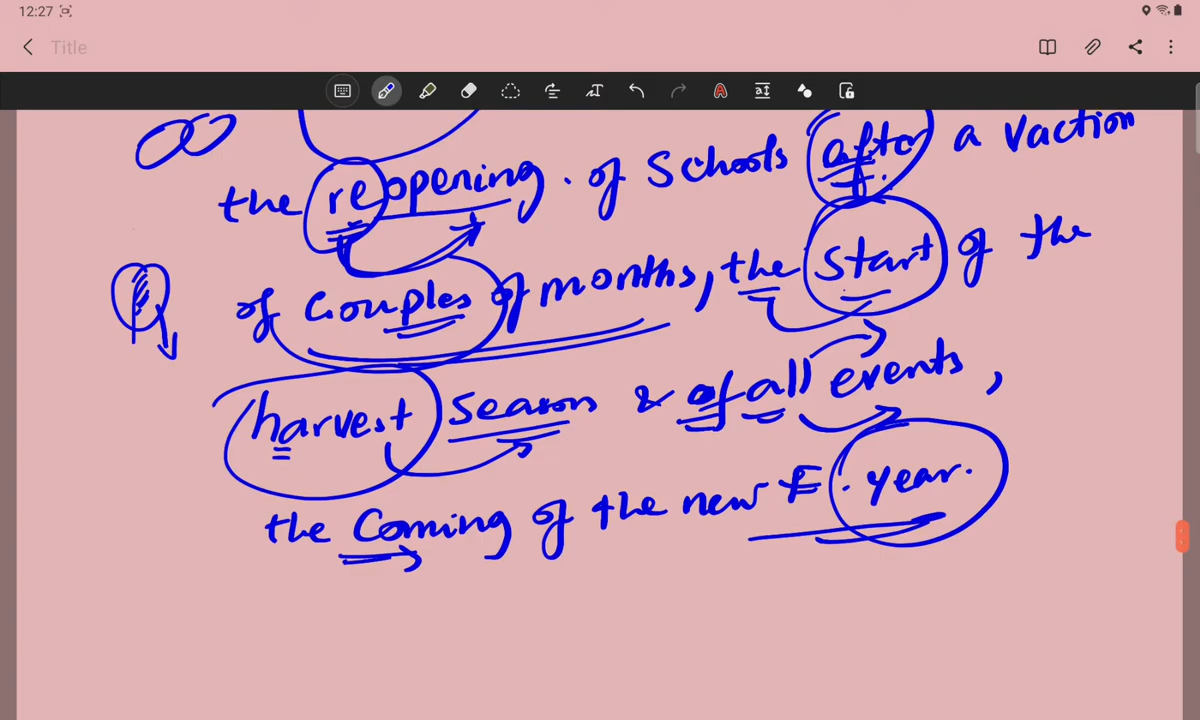 12:27
Title
the reopening. of Schools after a vaction
of Couples of months, the start of the
harvest season & of all events,
the Coming of the new E. year.